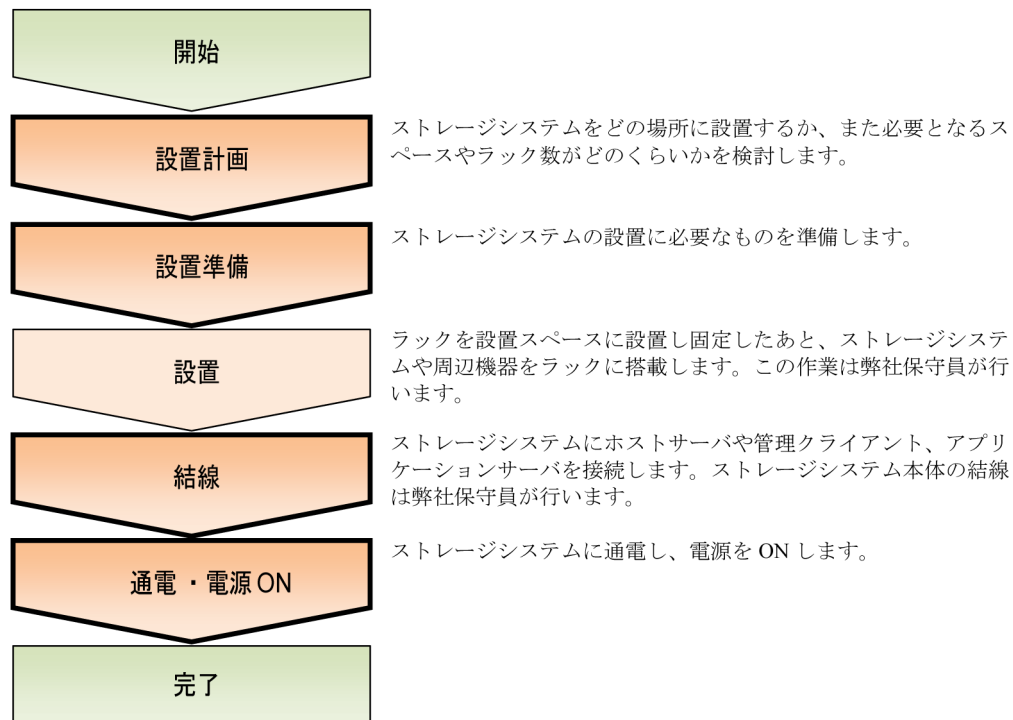 開始
設置計画
ストレージシステムをどの場所に設置するか、また必要となるス
ペースやラック数がどのくらいかを検討します。
設置準備
ストレージシステムの設置に必要なものを準備します。
設置
ラックを設置スペースに設置し固定したあと、ストレージシステ
ムや周辺機器をラックに搭載します。この作業は弊社保守員が行
います。
結線
ストレージシステムにホストサーバや管理クライアント、アプリ
ケーションサーバを接続します。ストレージシステム本体の結線
は弊社保守員が行います。
通電・電源ON
ストレージシステムに通電し、電源を ON します。
完了